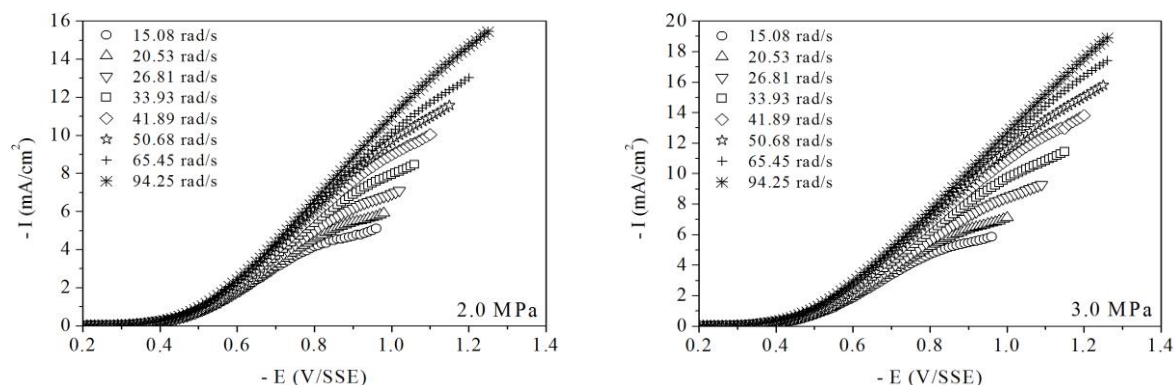 16
14
12
10
8
6
4
2
0
- I (mA/cm²)
15.08 rad/s
20.53 rad/s
26.81 rad/s
33.93 rad/s
41.89 rad/s
50.68 rad/s
65.45 rad/s
94.25 rad/s
2.0 MPa
0.2 0.4 0.6 0.8 1.0 1.2 1.4
- E (V/SSE)
20
18
16
14
12
10
8
6
4
2
0
- I (mA/cm²)
15.08 rad/s
20.53 rad/s
26.81 rad/s
33.93 rad/s
41.89 rad/s
50.68 rad/s
65.45 rad/s
94.25 rad/s
3.0 MPa
0.2 0.4 0.6 0.8 1.0 1.2 1.4
- E (V/SSE)